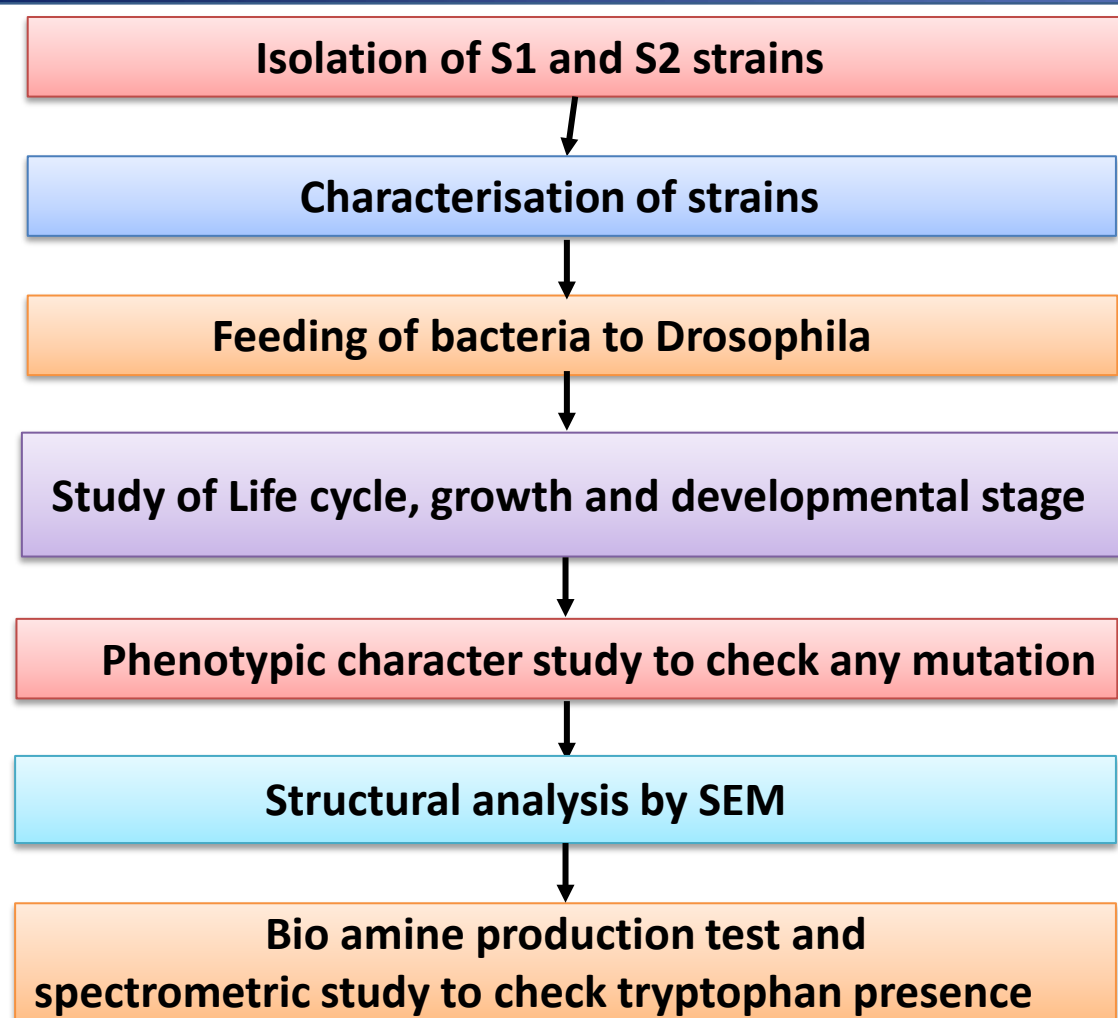 Isolation of S1 and S2 strains
Characterisation of strains
Feeding of bacteria to Drosophila
Study of Life cycle, growth and developmental stage
Phenotypic character study to check any mutation
Structural analysis by SEM
Bio amine production test and
spectrometric study to check tryptophan presence